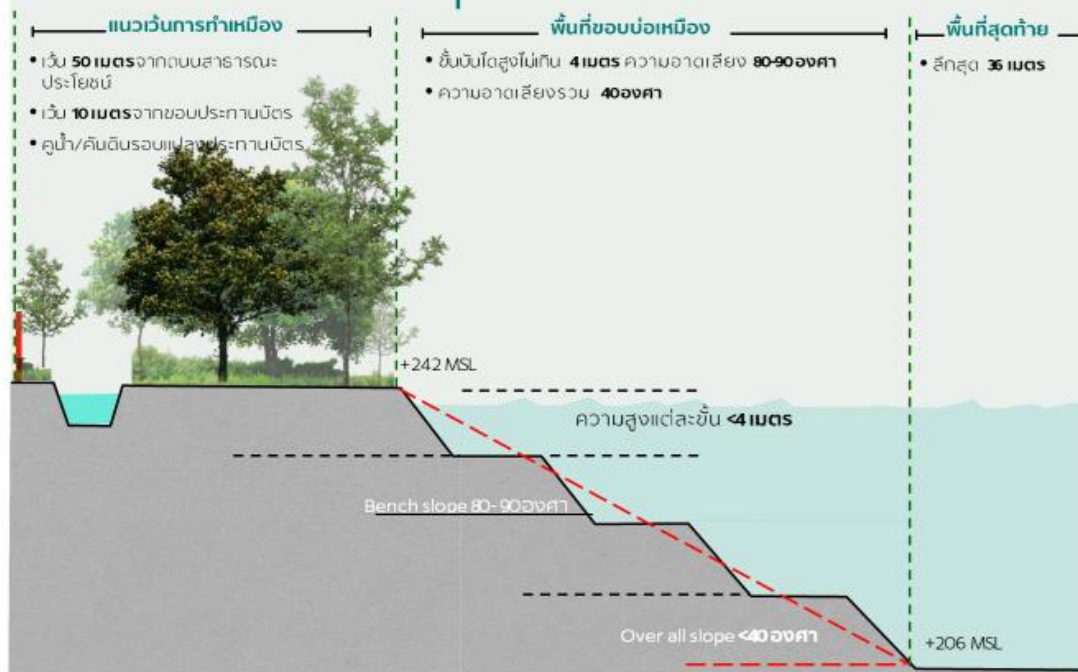 แนวเว้นการทำเหมือง
• เว้น 50 เมตรจากถนนสาธารณะ
ประโยชน์
• เว้น 10 เมตรจากขอบประทานบัตร
• คูน้ำ/คันดินรอบแปลงประทานบัตร
พื้นที่ขอบบ่อเหมือง
• ขั้นบันไดสูงไม่เกิน 4 เมตร ความลาดเอียง 80-90 องศา
• ความลาดเอียงรวม 40องศา
พื้นที่สุดท้าย
• ลึกสุด 36 เมตร
+242 MSL
ความสูงแต่ละขั้น <4 เมตร
Bench slope 80-90องศา
Over all slope <40 องศา
+206 MSL